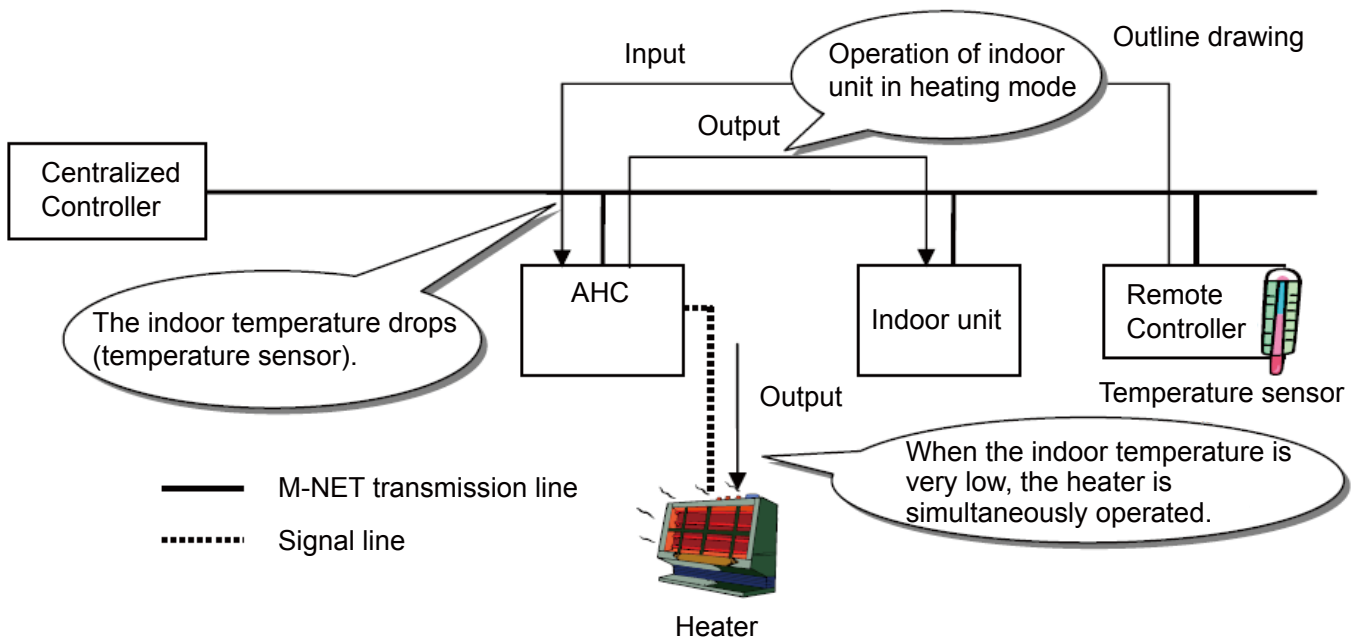 Outline drawing
Input
Operation of indoor
unit in heating mode
Output
Centralized
Controller
AHC
Indoor unit
Remote
Controller
The indoor temperature drops
(temperature sensor).
Temperature sensor
Output
When the indoor temperature is
very low, the heater is
simultaneously operated.
M-NET transmission line
Signal line
Heater